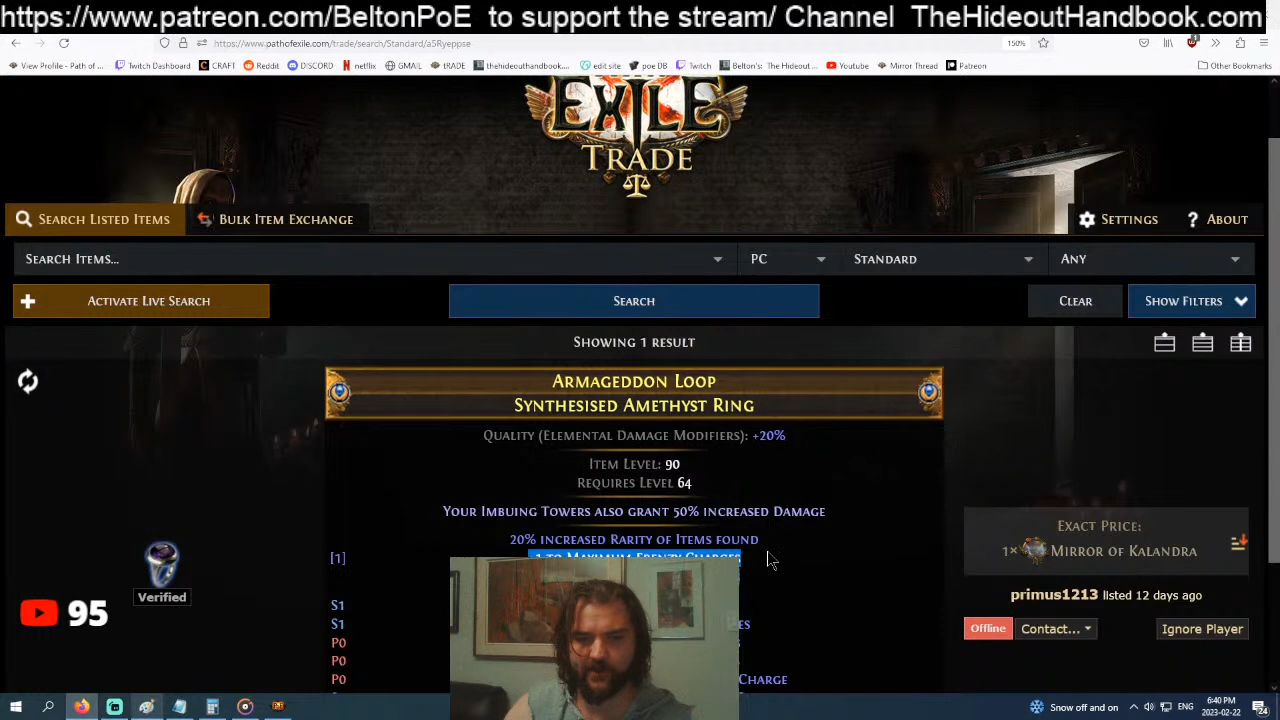 https://www.patreon.com/BeltonPoE to support the stream/ Channel TheHideoutHandbook.com
https://www.pathofexile.com/trade/search/Standard/a5Ryeppse
150%
View Profile - Path of ...
Twitch Dashboard
CRAFT
Reddit
DISCORD
netflix
GMAIL
tRADE
thehideouthandbook....
edit site
poe DB
Twitch
Belton's: The Hideout ...
Youtube
Mirror Thread
Patreon
Other Bookmarks
EXILE
TRADE
Search Listed Items
Bulk Item Exchange
Settings
? About
Search Items...
PC
Standard
Any
Activate Live Search
Search
Clear
Show Filters
Showing 1 result
Armageddon Loop
Synthesised Amethyst Ring
Quality (Elemental Damage Modifiers): +20%
Item Level: 90
Requires Level 64
Your Imbuing Towers also grant 50% increased Damage
20% increased Rarity of Items found
[1]
to Maximum Frenzy Charges
S1
S1
P0
P0
P0
Charge
Verified
95
Exact Price:
1× Mirror of Kalandra
primus1213 listed 12 days ago
Offline
Contact...
Ignore Player
Snow off and on
ENG
6:40 PM
2023-02-22
24